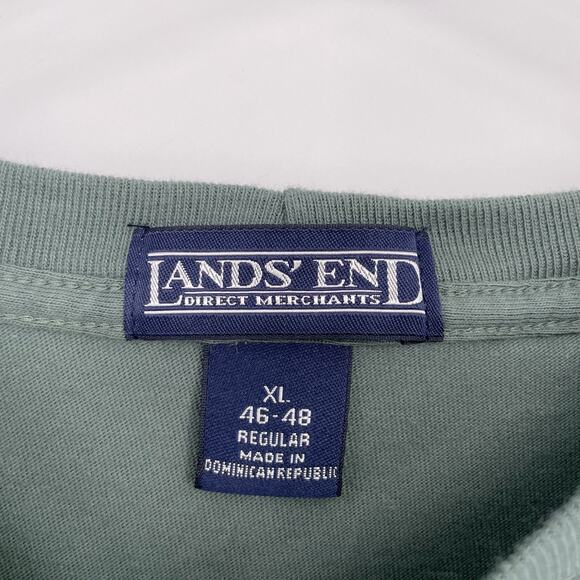 LANDS' END
DIRECT MERCHANTS
XL
46-48
REGULAR
MADE IN
DOMINICAN REPUBLIC